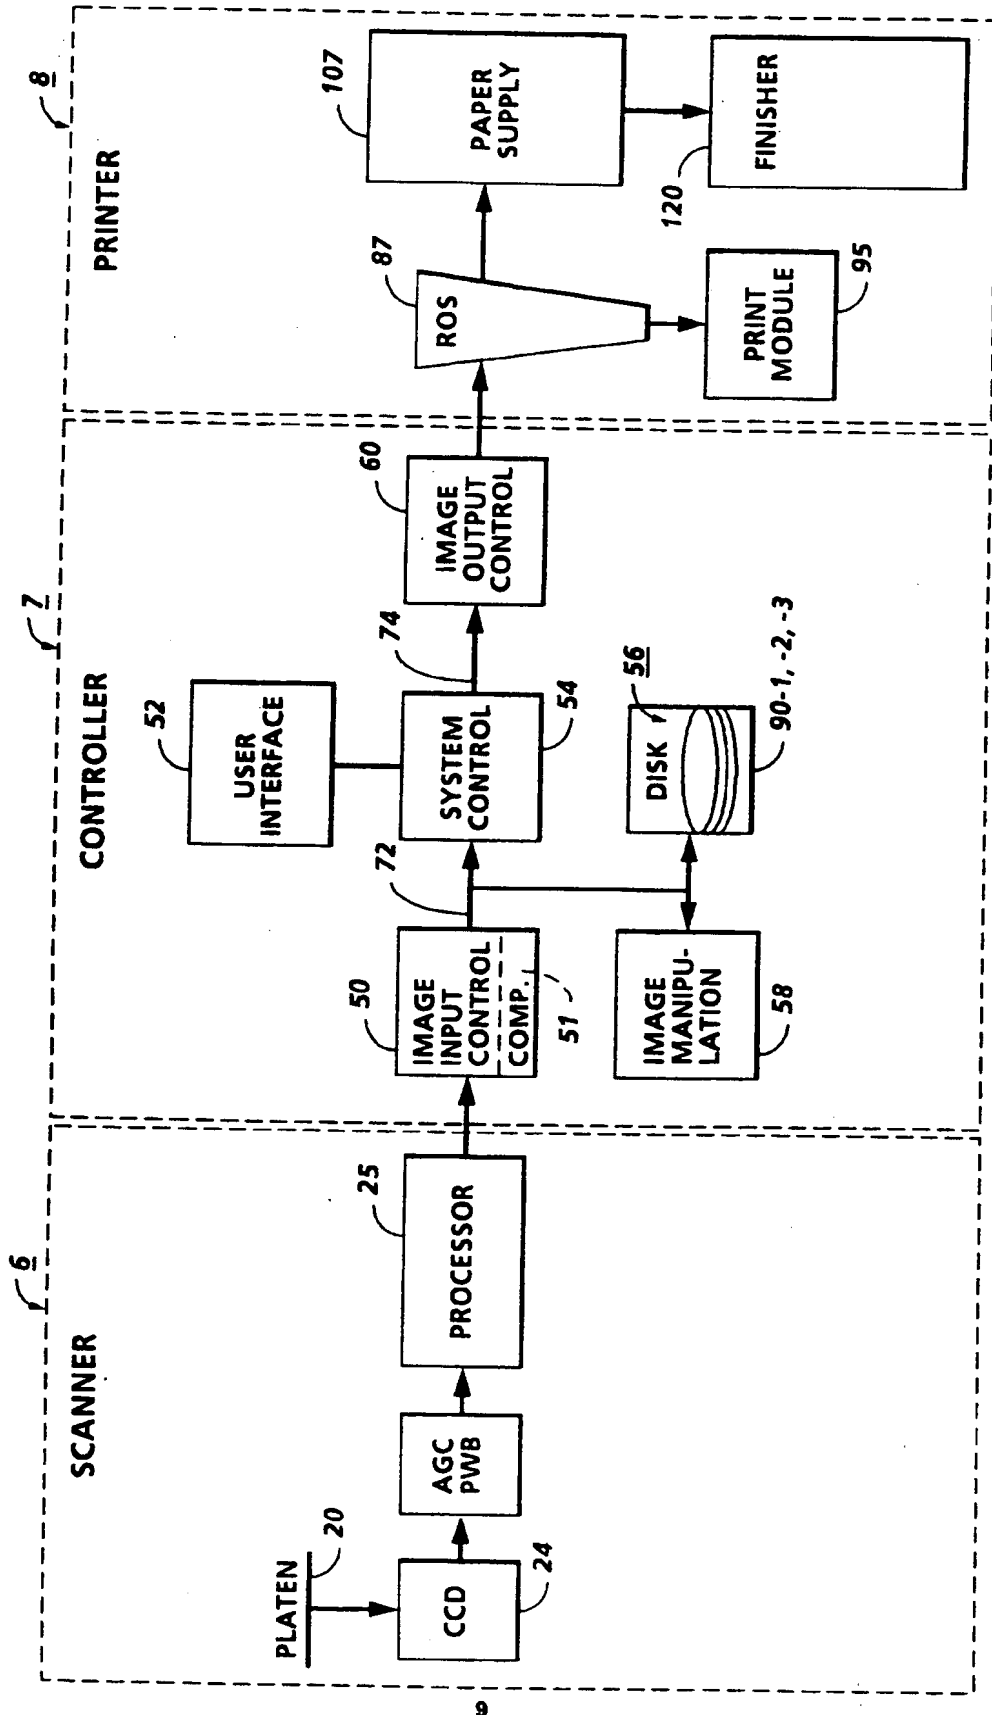 SCANNER
6
PLATEN
20
CCD
24
AGC
PWB
PROCESSOR
25
CONTROLLER
7
IMAGE
INPUT
CONTROL
COMP.
50
51
72
USER
INTERFACE
52
SYSTEM
CONTROL
54
74
IMAGE
MANIPU-
LATION
58
DISK
56
90-1, -2, -3
IMAGE
OUTPUT
CONTROL
60
PRINTER
8
ROS
87
PAPER
SUPPLY
107
PRINT
MODULE
95
FINISHER
120